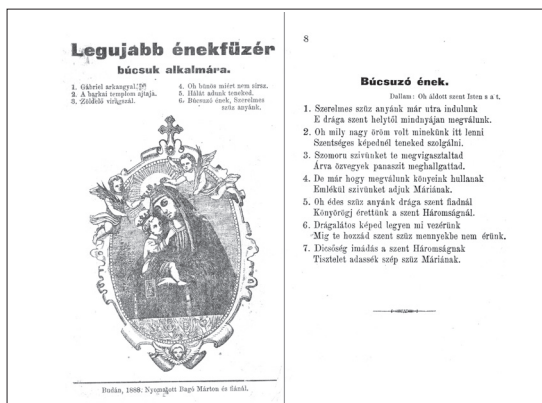 Legujabb énekfüzér
búcsuk alkalmára.
1. Gábriel arkangyal.
2. A barkai templom ajtaja.
3. Zöldellő virágszál.
4. Oh bűnös miért nem sírsz.
5. Hálát adunk teneked.
6. Búcsuzó ének, Szerelmes
szüz anyánk.
Budán, 1888. Nyomatott Bagó Márton és fiánál.
8
Búcsuzó ének.
Dallam: Oh áldott szent Isten s a t.
1. Szerelmes szüz anyánk már utra indulunk
E drága szent helytől mindnyájan megválunk.
2. Oh mily nagy öröm volt minekünk itt lenni
Szentséges képednél teneked szolgálni.
3. Szomoru szivünket te megvigasztaltad
Árva özvegyek panaszit meghallgattad.
4. De már hogy megválunk könyeink hullanak
Emlékül szivünket adjuk Máriának.
5. Oh édes szüz anyánk drága szent fiadnál
Könyörögj érettünk a szent Háromságnál.
6. Drágalátos képed legyen mi vezérünk
Mig te hozzád szent szüz mennyekbe nem érünk.
7. Dicsőség imádás a szent Háromságnak
Tisztelet adassék szép szüz Máriának.